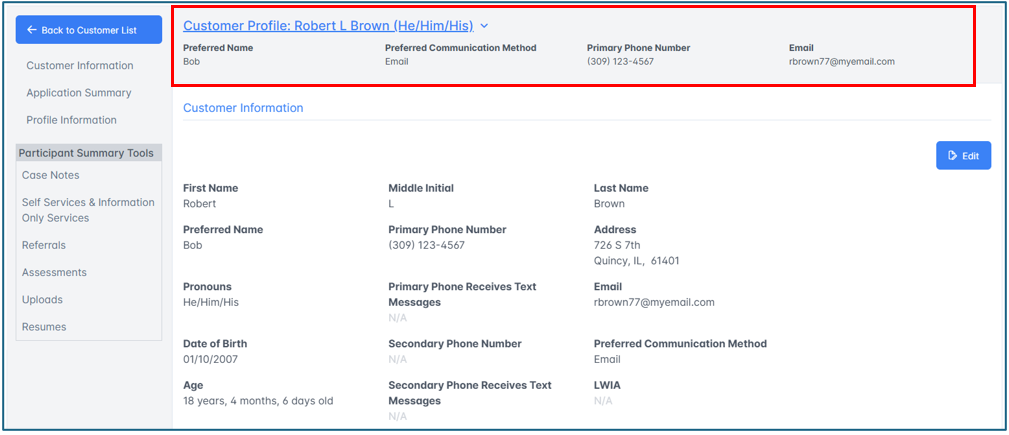 Back to Customer List
Customer Information
Application Summary
Profile Information
Participant Summary Tools
Case Notes
Self Services & Information
Only Services
Referrals
Assessments
Uploads
Resumes
Customer Profile: Robert L Brown (He/Him/His)
Preferred Name
Bob
Preferred Communication Method
Email
Primary Phone Number
(309) 123-4567
Email
rbrown77@myemail.com
Customer Information
Edit
First Name
Robert
Middle Initial
L
Last Name
Brown
Preferred Name
Bob
Primary Phone Number
(309) 123-4567
Address
726 S 7th
Quincy, IL, 61401
Pronouns
He/Him/His
Primary Phone Receives Text
Messages
N/A
Email
rbrown77@myemail.com
Date of Birth
01/10/2007
Secondary Phone Number
N/A
Preferred Communication Method
Email
Age
18 years, 4 months, 6 days old
Secondary Phone Receives Text
Messages
N/A
LWIA
N/A